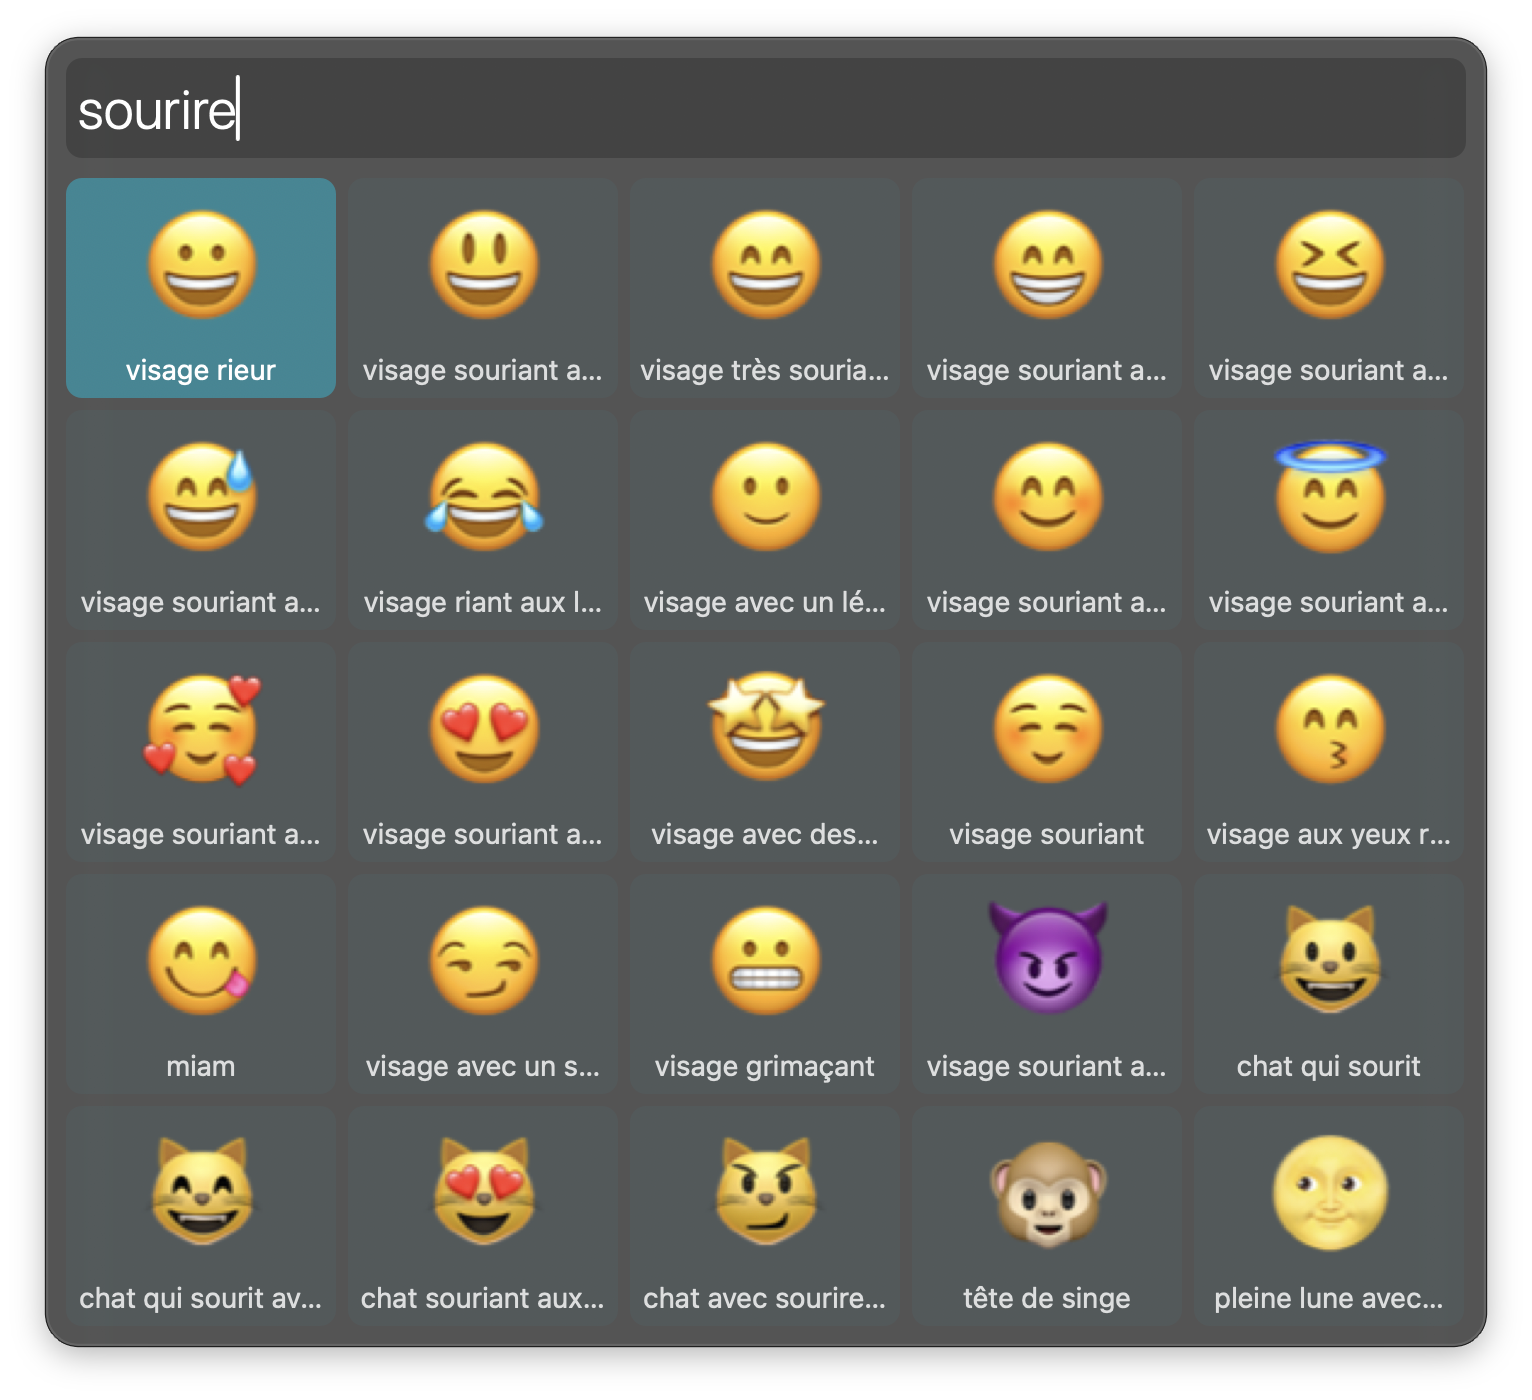 sourire
visage rieur
visage souriant a...
visage très souria...
visage souriant a...
visage souriant a...
visage souriant a...
visage riant aux l...
visage avec un lé...
visage souriant a...
visage souriant a...
visage souriant a...
visage souriant a...
visage avec des...
visage souriant
visage aux yeux r...
miam
visage avec un s...
visage grimaçant
visage souriant a...
chat qui sourit
chat qui sourit av...
chat souriant aux...
chat avec sourire...
tête de singe
pleine lune avec...